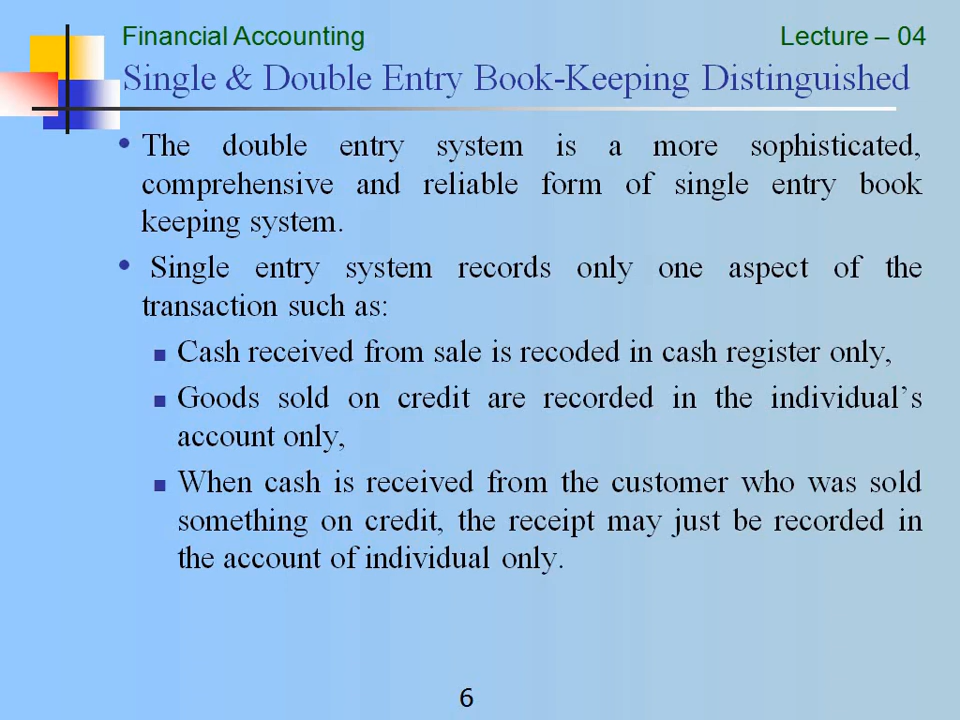 Financial Accounting
Lecture – 04
Single & Double Entry Book-Keeping Distinguished
• The double entry system is a more sophisticated,
comprehensive and reliable form of single entry book
keeping system.
• Single entry system records only one aspect of the
transaction such as:
■ Cash received from sale is recoded in cash register only,
■ Goods sold on credit are recorded in the individual’s
account only,
■ When cash is received from the customer who was sold
something on credit, the receipt may just be recorded in
the account of individual only.
6